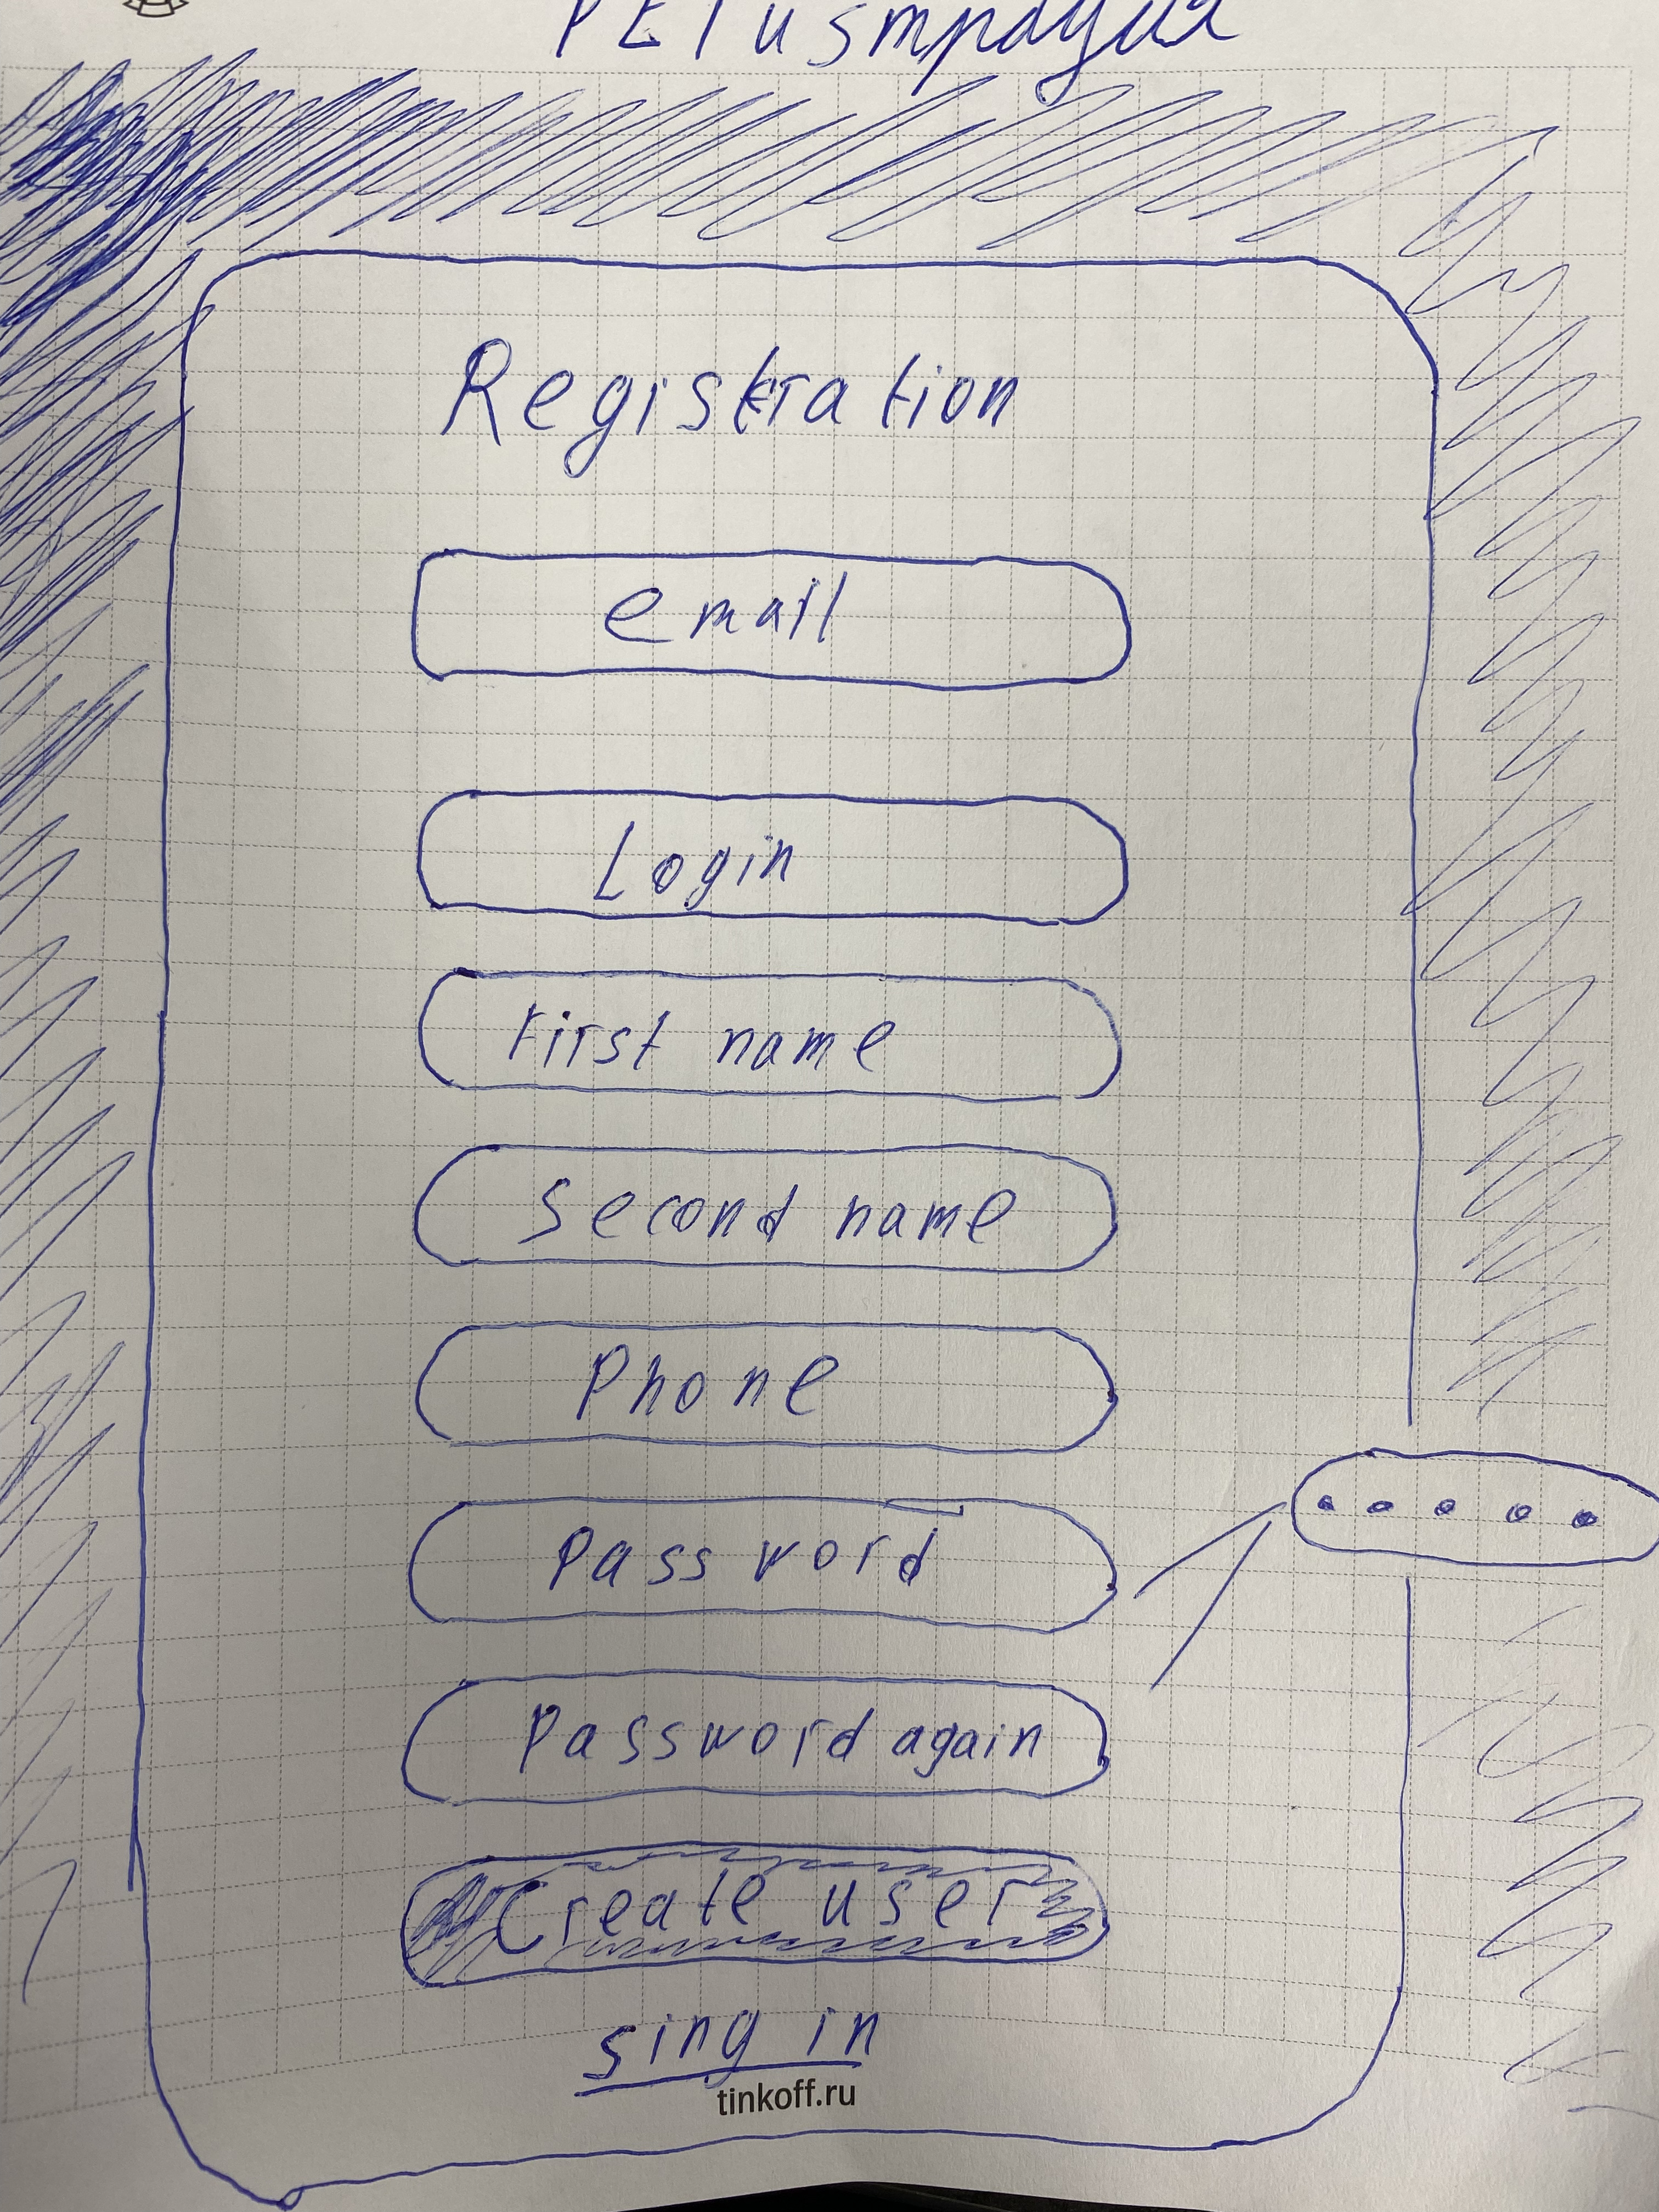 Регистрация
Registration
email
Login
First name
Second name
Phone
Password
Password again
Create user
sing in
tinkoff.ru